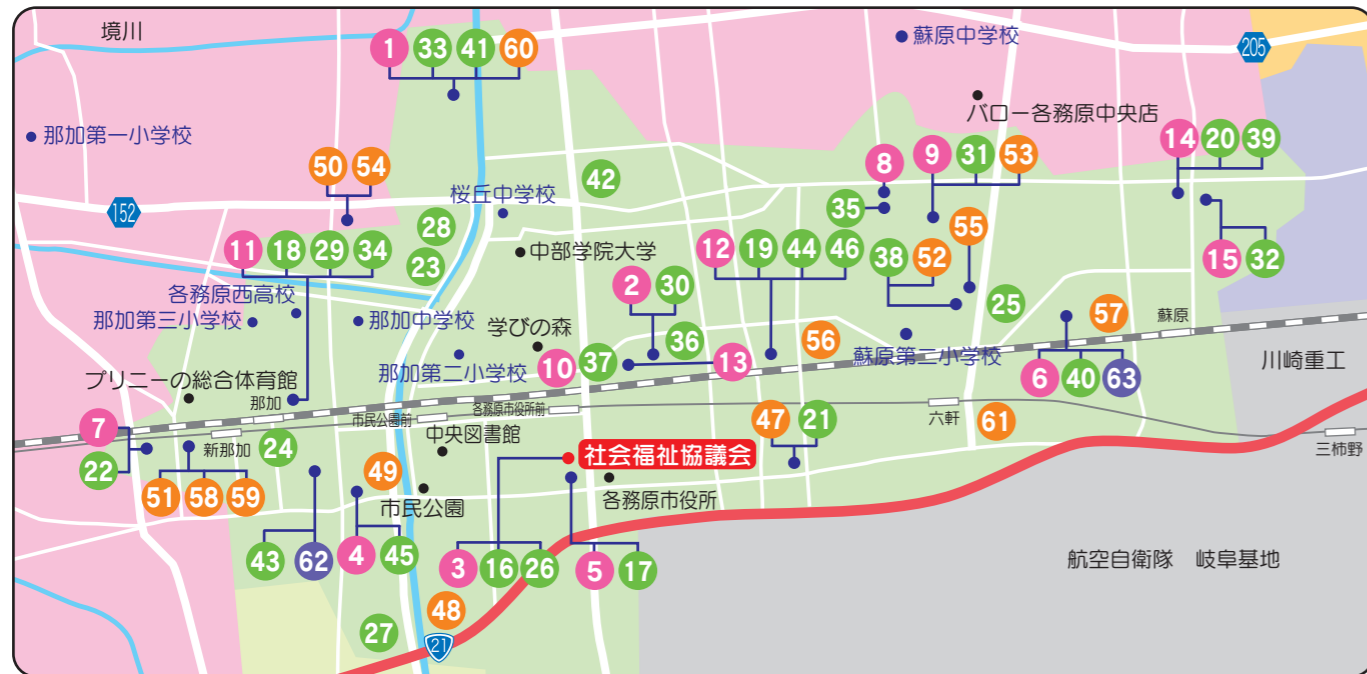 境川
1 33 41 60
蘇原中学校
205
バロー各務原中央店
那加第一小学校
50 54
42
8
9 31 53
14 20 39
152
桜丘中学校
35
28
中部学院大学
55
11 18 29 34
23
12 19 44 46
38 52
15 32
各務原西高校
2 30
25
那加第三小学校
那加中学校
学びの森
36
56
57
蘇原
那加第二小学校
10 37
13
蘇原第二小学校
川崎重工
プリニーの総合体育館
6 40 63
那加
市民公園前
各務原市役所前
六軒
61
三柿野
7
新那加
24
中央図書館
47 21
22
社会福祉協議会
51 58 59
49
市民公園
各務原市役所
43 62
4 45
3 16 26
5 17
航空自衛隊 岐阜基地
48
27
21